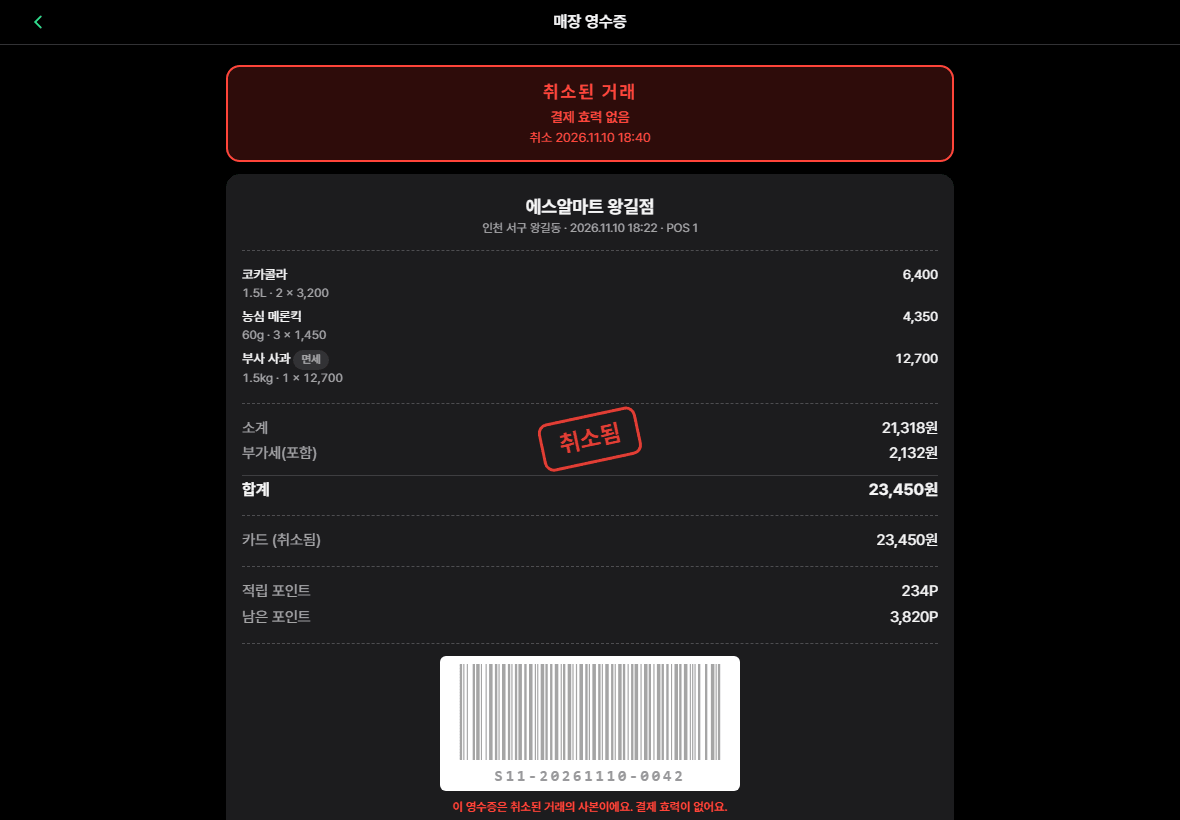 매장 영수증
취소된 거래
결제 효력 없음
취소 2026.11.10 18:40
에스알마트 왕길점
인천 서구 왕길동 · 2026.11.10 18:22 · POS 1
코카콜라 6,400
1.5L · 2 × 3,200
농심 메론킥 4,350
60g · 3 × 1,450
부사 사과 면세 12,700
1.5kg · 1 × 12,700
소계 21,318원
취소됨
부가세(포함) 2,132원
합계 23,450원
카드 (취소됨) 23,450원
적립 포인트 234P
남은 포인트 3,820P
S11-20261110-0042
이 영수증은 취소된 거래의 사본이에요. 결제 효력이 없어요.